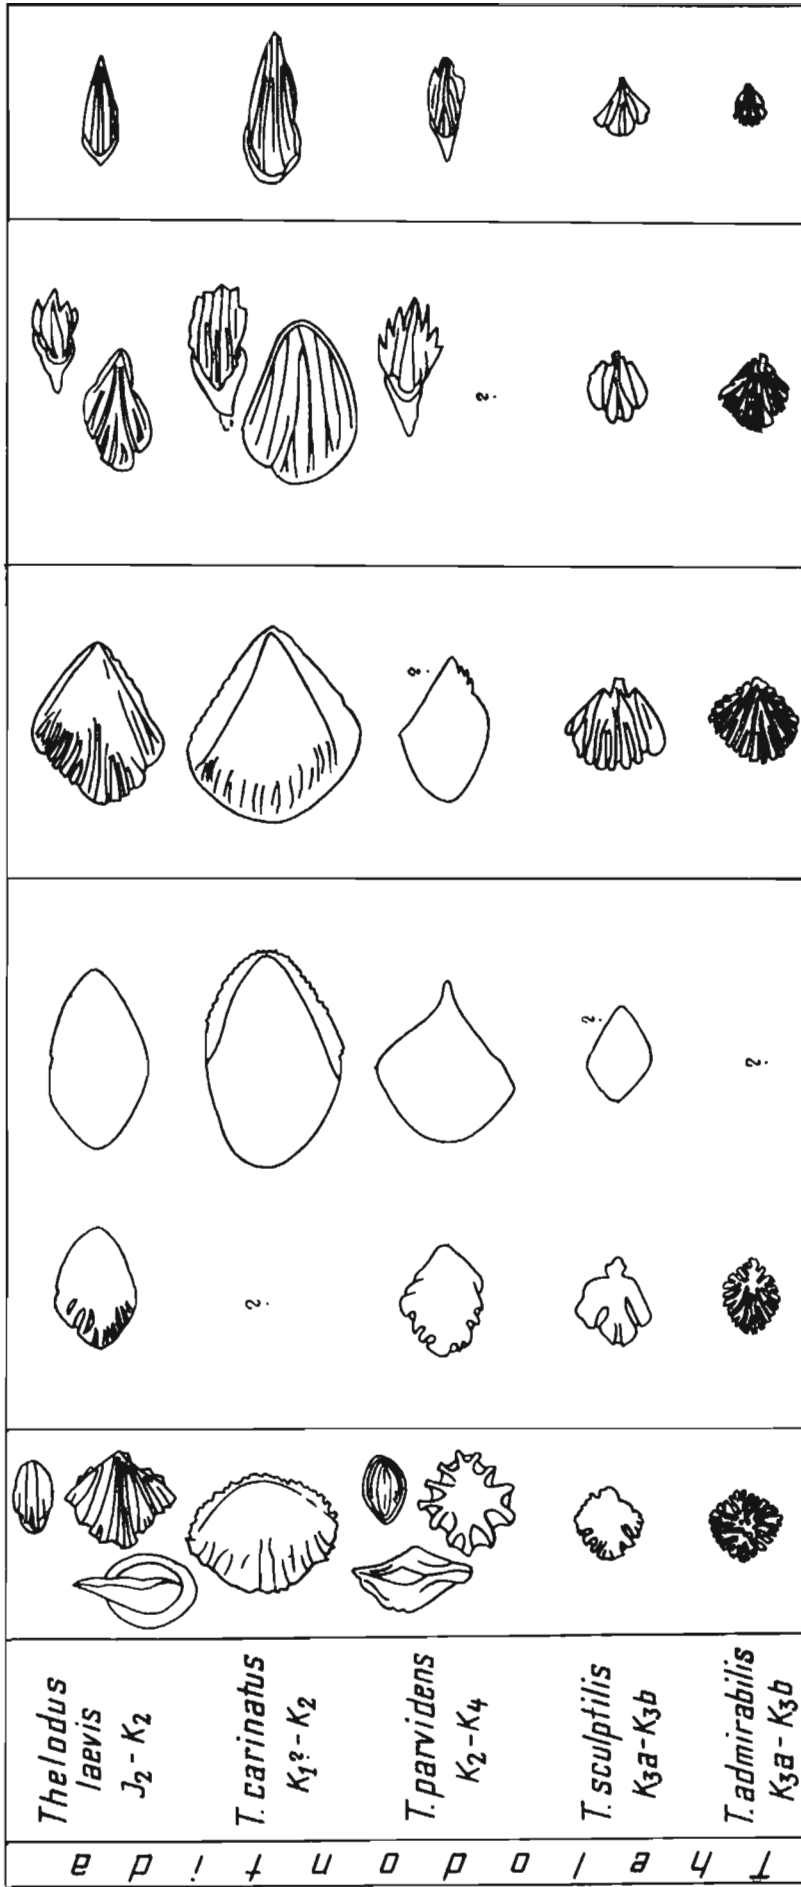 Thelodontida
Thelodus
laevis
J₂-K₂
T. carinatus
K₁?-K₂
?
T. parvidens
K₂-K₄
?
?
T. sculptilis
K₃a-K₃b
?
T. admirabilis
K₃a-K₃b
?